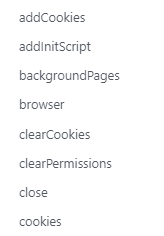 addCookies
addInitScript
backgroundPages
browser
clearCookies
clearPermissions
close
cookies